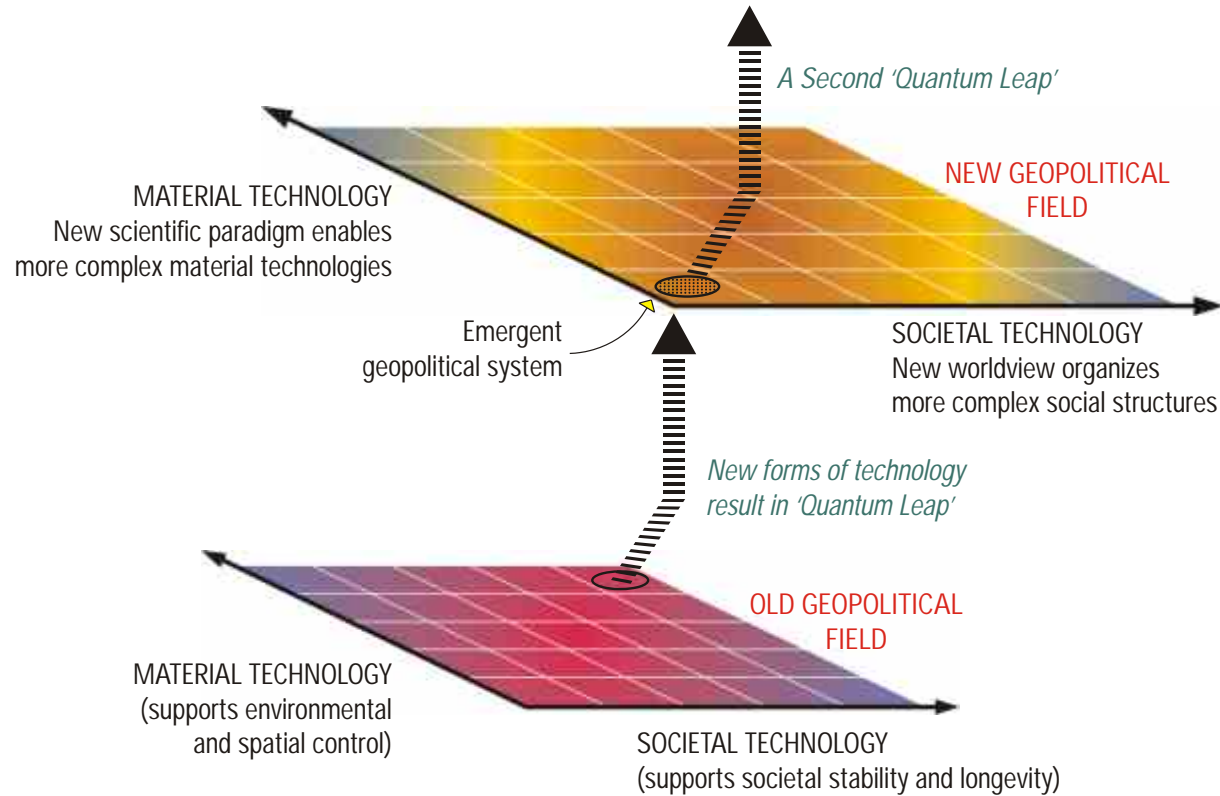 A Second ‘Quantum Leap’
NEW GEOPOLITICAL
FIELD
MATERIAL TECHNOLOGY
New scientific paradigm enables
more complex material technologies
Emergent
geopolitical system
SOCIETAL TECHNOLOGY
New worldview organizes
more complex social structures
New forms of technology
result in ‘Quantum Leap’
OLD GEOPOLITICAL
FIELD
MATERIAL TECHNOLOGY
(supports environmental
and spatial control)
SOCIETAL TECHNOLOGY
(supports societal stability and longevity)